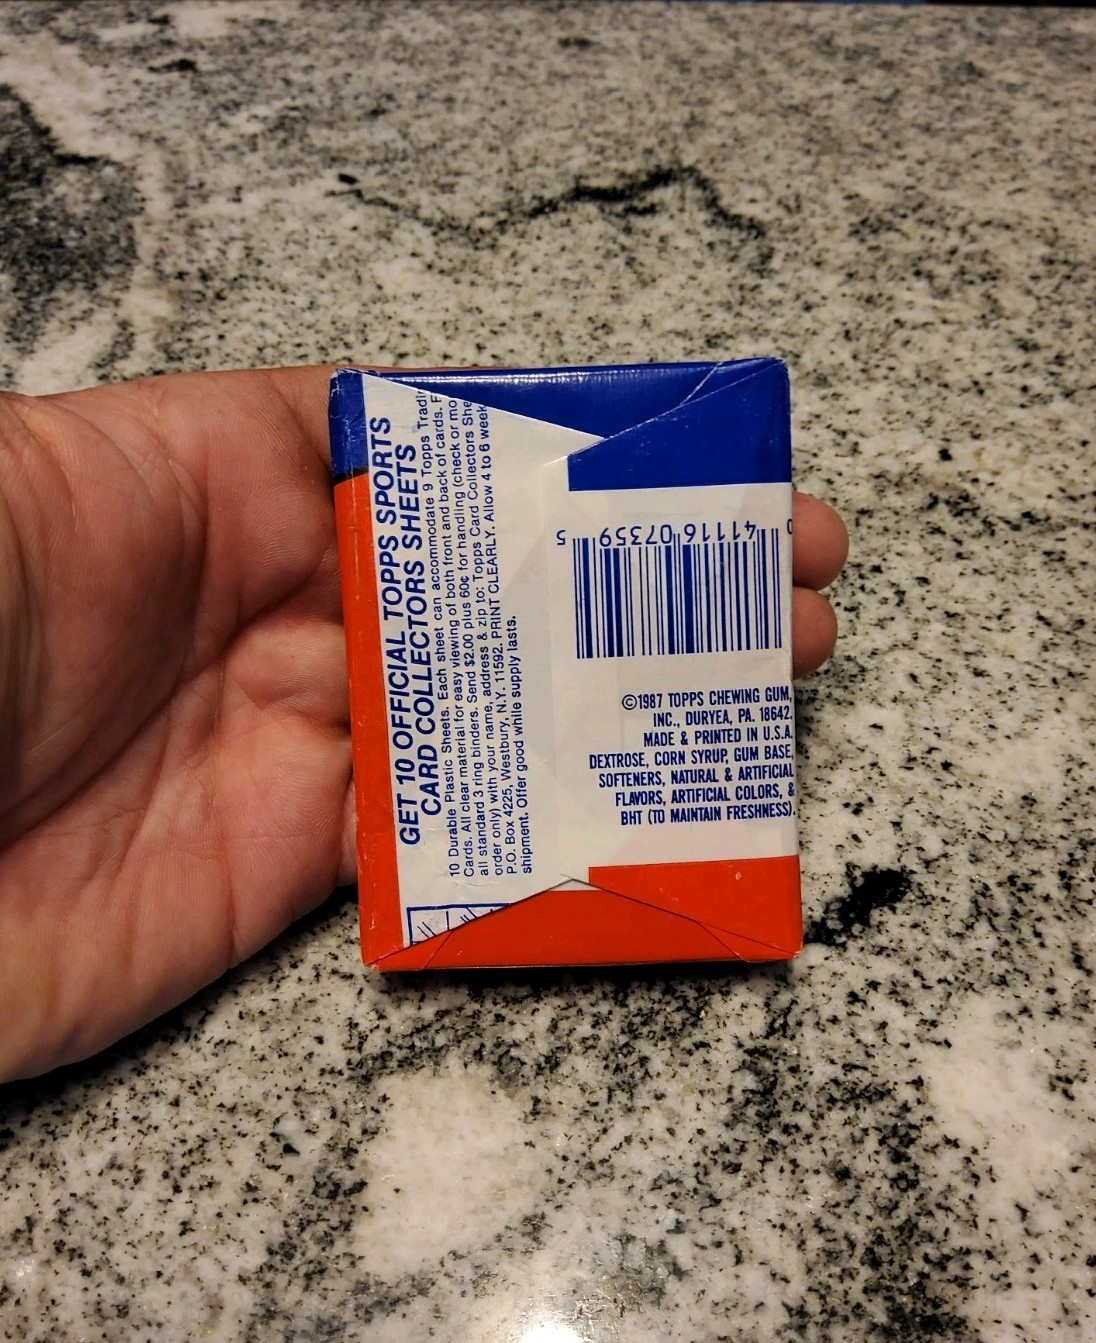 GET 10 OFFICIAL TOPPS SPORTS
CARD COLLECTORS SHEETS
10 Durable Plastic Sheets. Each sheet can accommodate 9 Topps
Cards. All clear material for easy viewing of both front and back of cards.
all standard 3 ring binders. Send $2.00 plus 60¢ for handling (check or
order only) with your name, address & zip to: Topps Card Collectors
P.O. Box 4225, Westbury, N.Y. 11592. PRINT CLEARLY. Allow 4 to 6
shipment. Offer good while supply lasts.
0 41116 07359 5
©1987 TOPPS CHEWING GUM,
INC., DURYEA, PA. 18642.
MADE & PRINTED IN U.S.A.
DEXTROSE, CORN SYRUP, GUM BASE,
SOFTENERS, NATURAL & ARTIFICIAL
FLAVORS, ARTIFICIAL COLORS, &
BHT (TO MAINTAIN FRESHNESS).